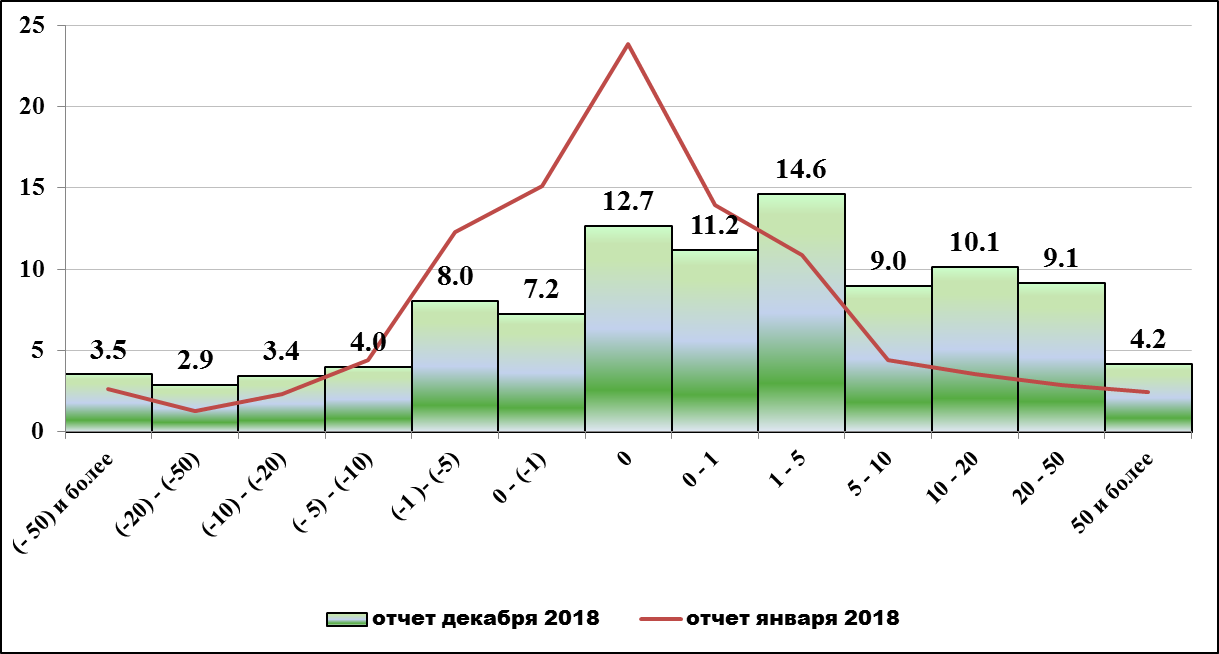 25
20
15
10
5
0
3.5
2.9
3.4
4.0
8.0
7.2
12.7
11.2
14.6
9.0
10.1
9.1
4.2
(- 50) и более
(-20) - (-50)
(-10) - (-20)
(- 5) - (-10)
(-1 ) - (-5)
0 - (-1)
0
0 - 1
1 - 5
5 - 10
10 - 20
20 - 50
50 и более
отчет декабря 2018
отчет января 2018